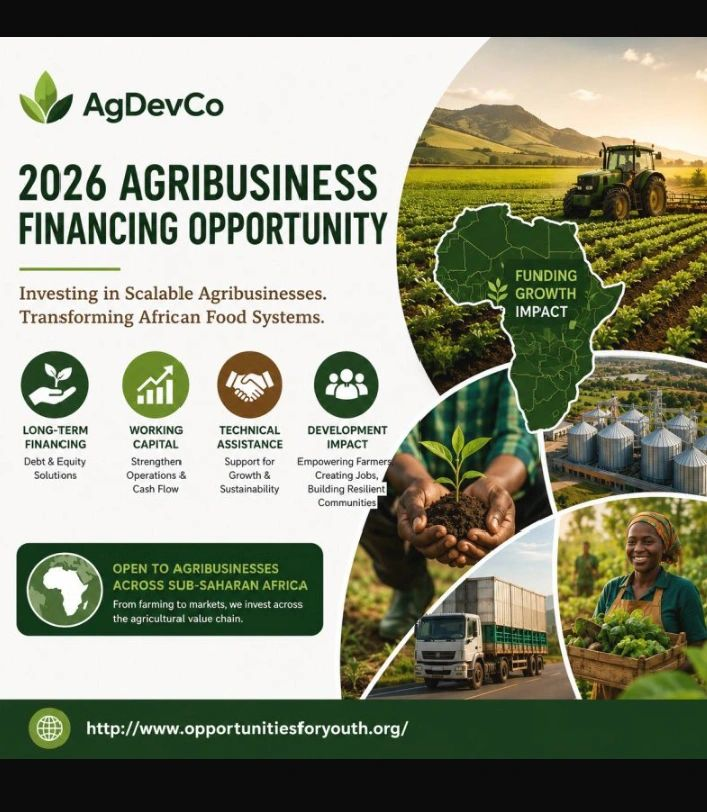 AgDevCo
2026 AGRIBUSINESS
FINANCING OPPORTUNITY
Investing in Scalable Agribusinesses.
Transforming African Food Systems.
FUNDING
GROWTH
IMPACT
LONG-TERM
FINANCING
Debt & Equity
Solutions
WORKING
CAPITAL
Strengthen
Operations &
Cash Flow
TECHNICAL
ASSISTANCE
Support for
Growth &
Sustainability
DEVELOPMENT
IMPACT
Empowering Farmers,
Creating Jobs,
Building Resilient
Communities
OPEN TO AGRIBUSINESSES
ACROSS SUB-SAHARAN AFRICA
From farming to markets, we invest across
the agricultural value chain.
http://www.opportunitiesforyouth.org/